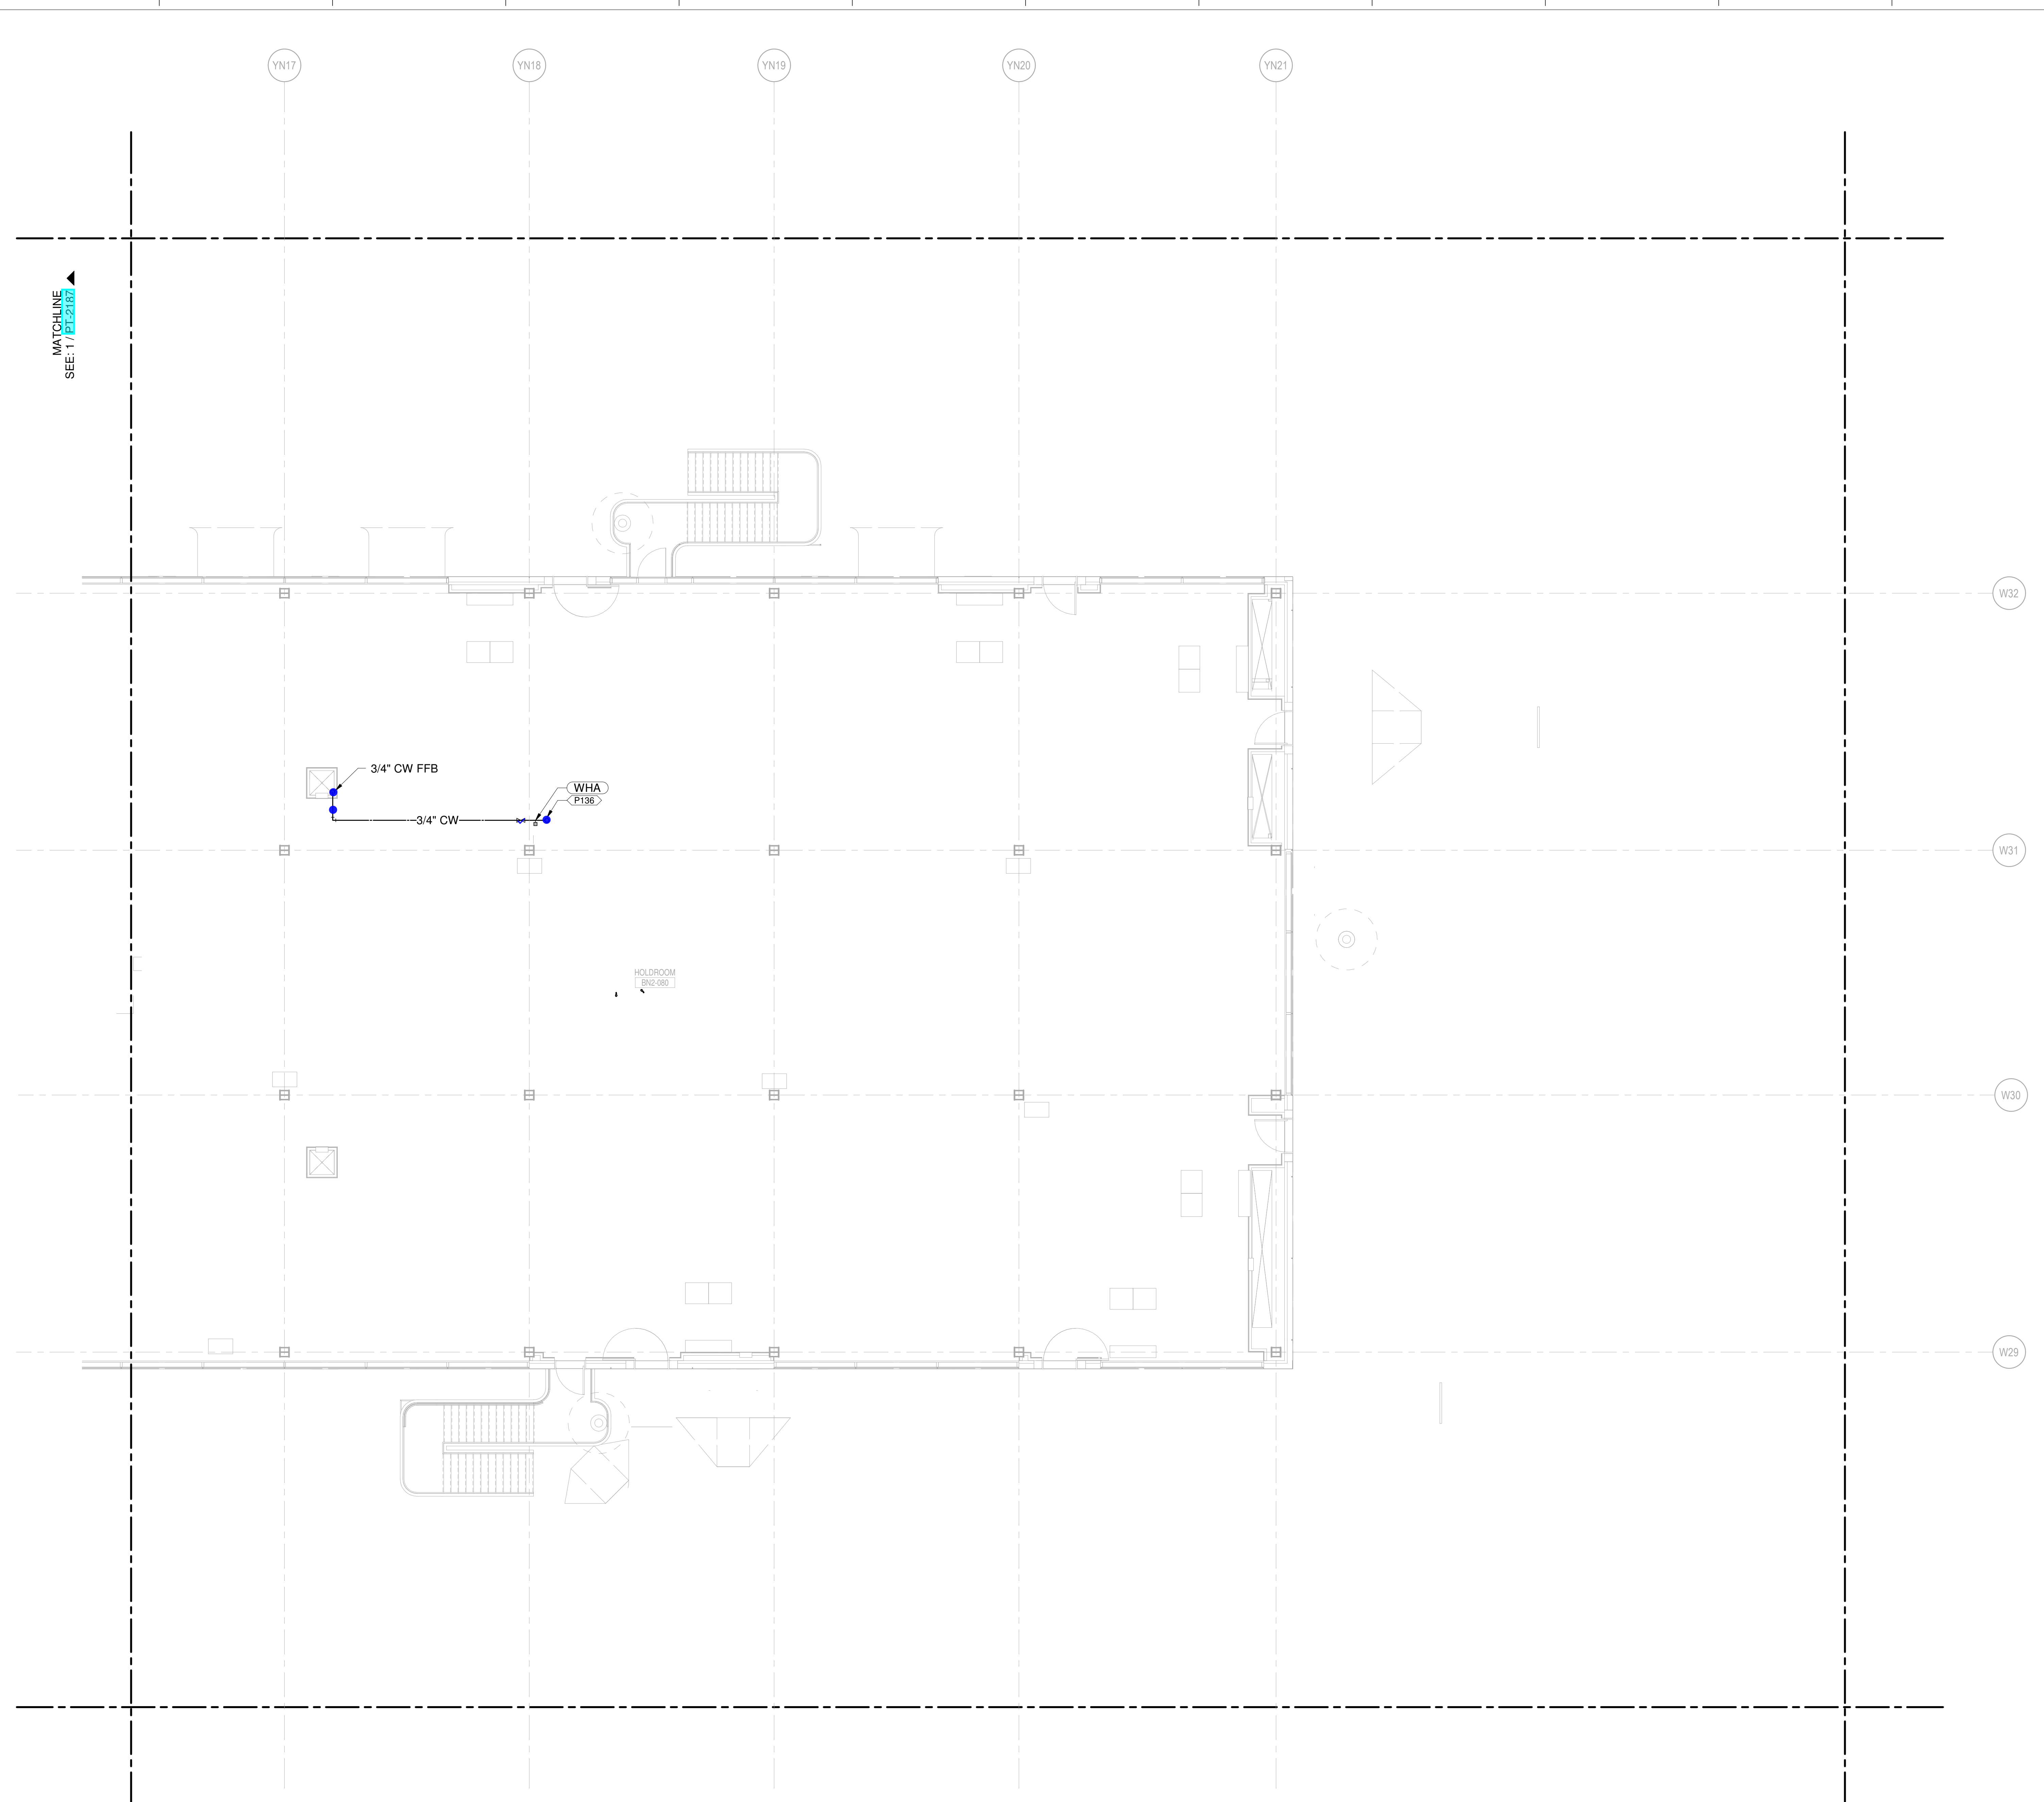 YN17
YN18
YN19
YN20
YN21
MATCHLINE
SEE: 1 / PT-2187
W32
3/4" CW FFB
WHA
P136
3/4" CW
W31
HOLDROOM
BN2-080
W30
W29